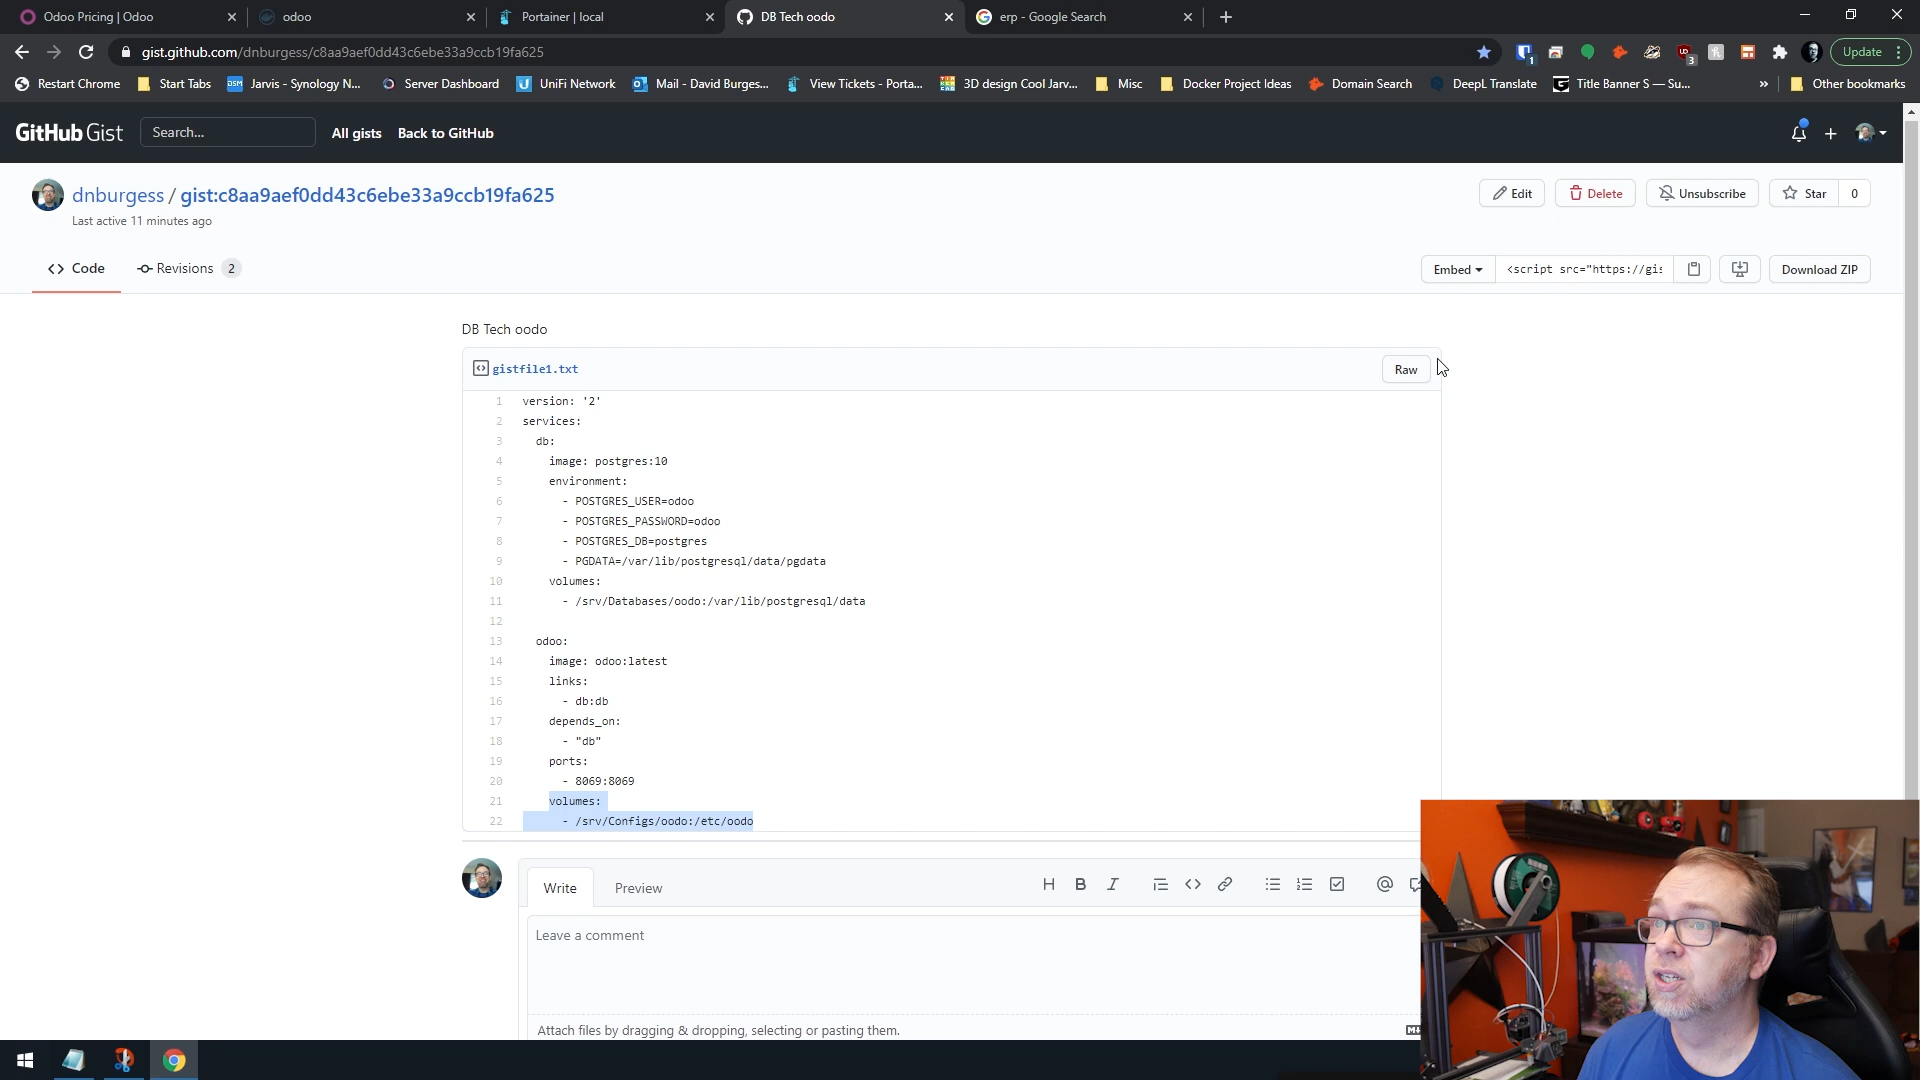 Odoo Pricing | Odoo
odoo
Portainer | local
DB Tech oodo
erp - Google Search
gist.github.com/dnburgess/c8aa9aef0dd43c6ebe33a9ccb19fa625
Update
Restart Chrome
Start Tabs
Jarvis - Synology N...
Server Dashboard
UniFi Network
Mail - David Burges...
View Tickets - Porta...
3D design Cool Jarv...
Misc
Docker Project Ideas
Domain Search
DeepL Translate
Title Banner S — Su...
»
Other bookmarks
GitHub Gist
Search...
All gists
Back to GitHub
dnburgess / gist:c8aa9aef0dd43c6ebe33a9ccb19fa625
Last active 11 minutes ago
Edit
Delete
Unsubscribe
Star
0
Code
Revisions 2
Embed
<script src="https://gis
Download ZIP
DB Tech oodo
gistfile1.txt
Raw
1 version: '2'
2 services:
3 db:
4 image: postgres:10
5 environment:
6 - POSTGRES_USER=odoo
7 - POSTGRES_PASSWORD=odoo
8 - POSTGRES_DB=postgres
9 - PGDATA=/var/lib/postgresql/data/pgdata
10 volumes:
11 - /srv/Databases/oodo:/var/lib/postgresql/data
12
13 odoo:
14 image: odoo:latest
15 links:
16 - db:db
17 depends_on:
18 - "db"
19 ports:
20 - 8069:8069
21 volumes:
22 - /srv/Configs/oodo:/etc/oodo
Write
Preview
Leave a comment
Attach files by dragging & dropping, selecting or pasting them.